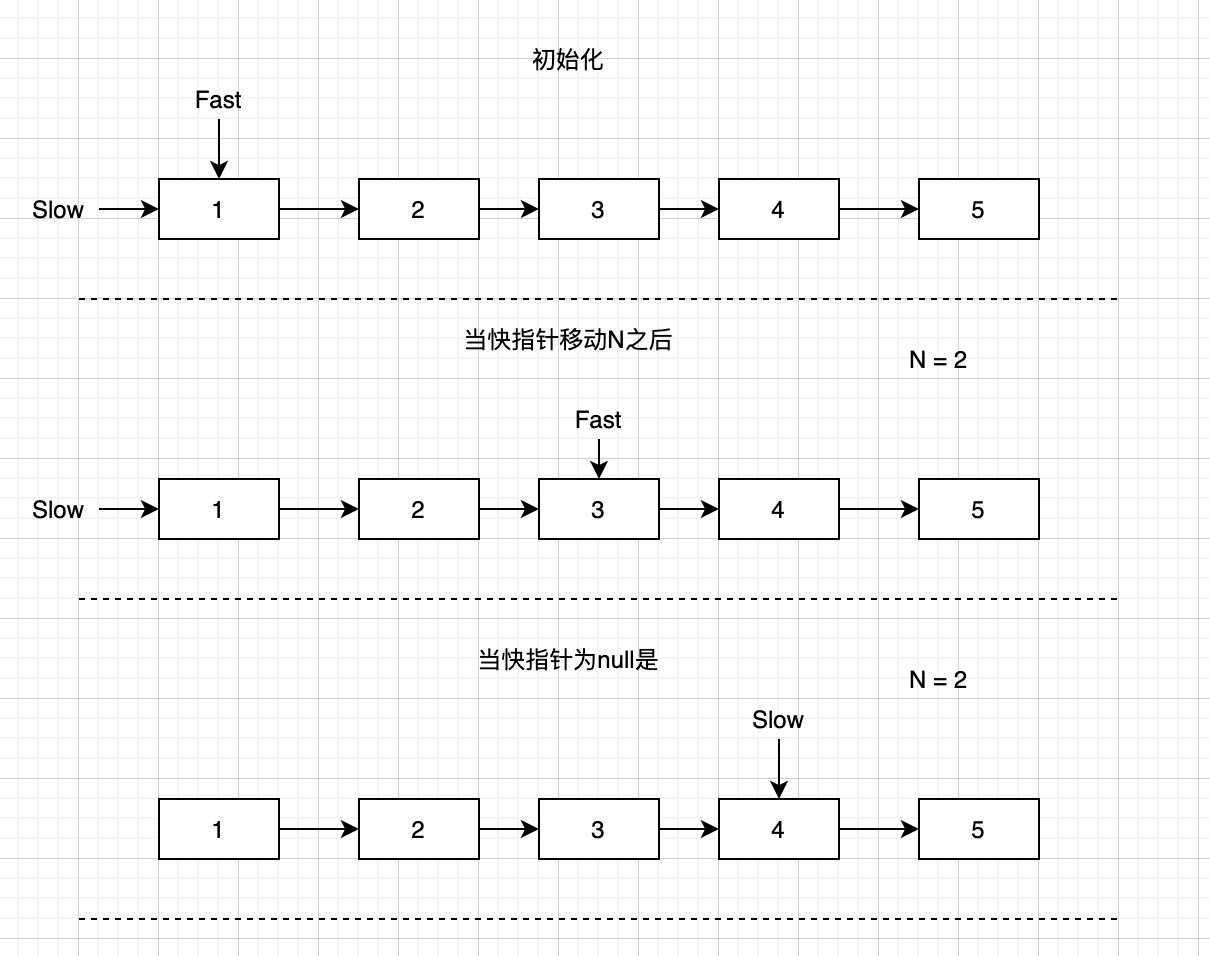 初始化
Fast
Slow 1 2 3 4 5
当快指针移动N之后
N = 2
Fast
Slow 1 2 3 4 5
当快指针为null是
N = 2
Slow
1 2 3 4 5